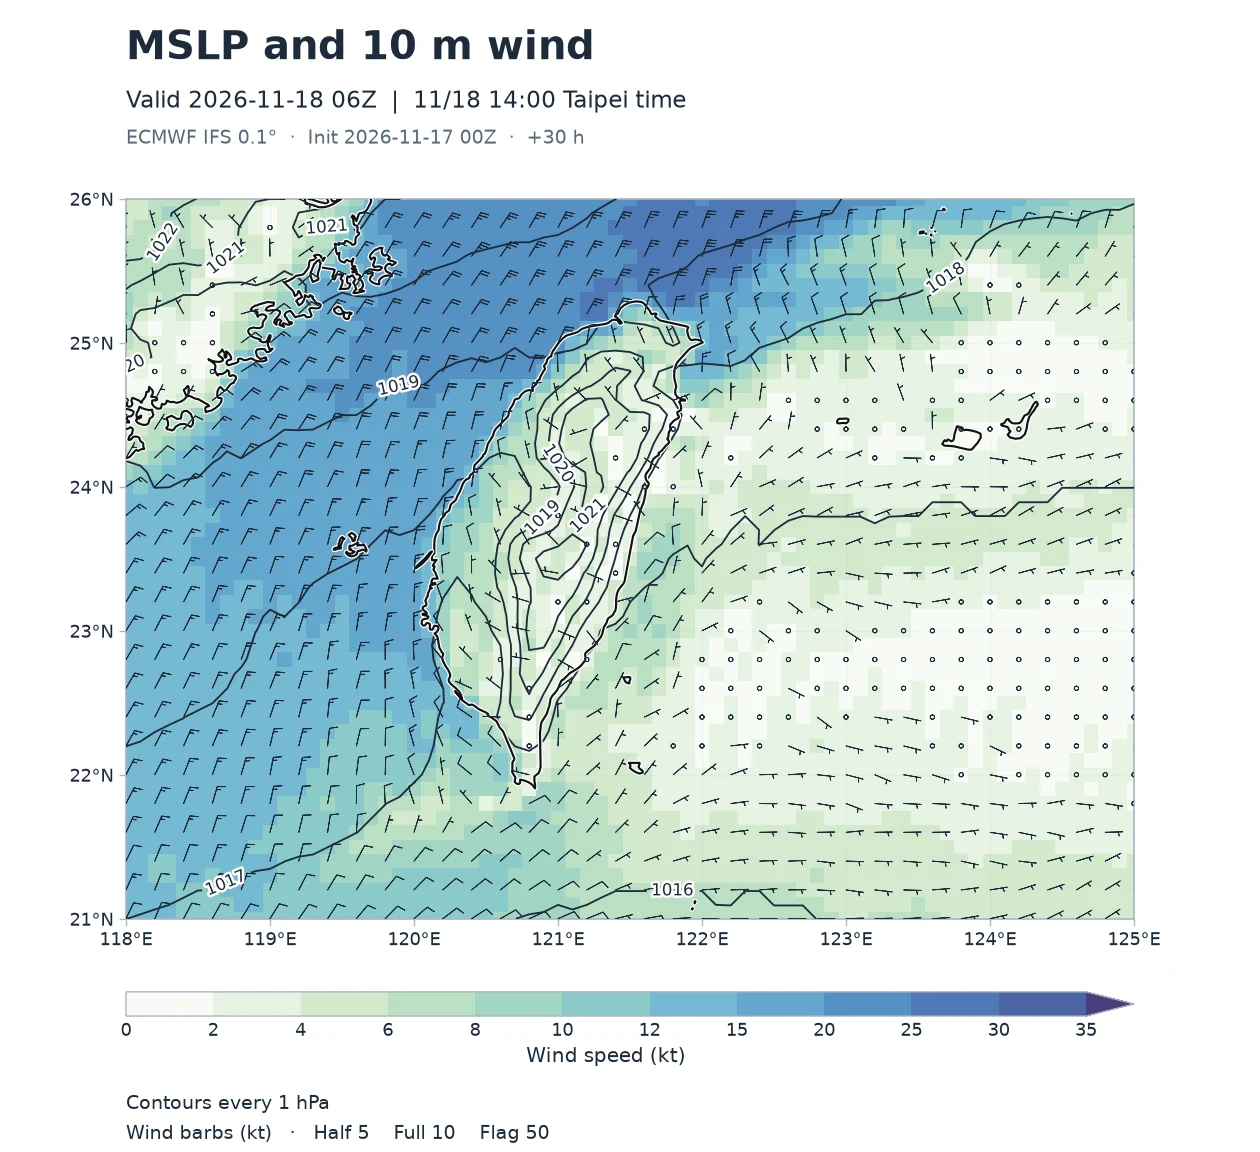 MSLP and 10 m wind
Valid 2026-11-18 06Z | 11/18 14:00 Taipei time
ECMWF IFS 0.1° · Init 2026-11-17 00Z · +30 h
26°N
1022
1021
1021
1018
25°N
20
1019
1020
24°N
1019
1021
23°N
22°N
1017
1016
21°N
118°E 119°E 120°E 121°E 122°E 123°E 124°E 125°E
0 2 4 6 8 10 12 15 20 25 30 35
Wind speed (kt)
Contours every 1 hPa
Wind barbs (kt) · Half 5 Full 10 Flag 50